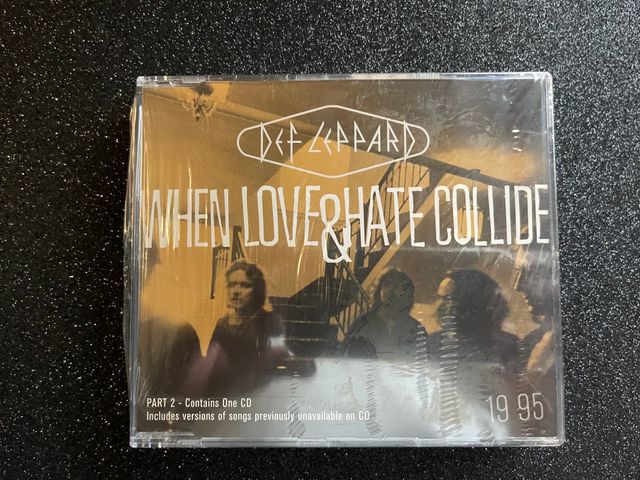 DEF LEPPARD
WHEN LOVE & HATE COLLIDE
PART 2 - Contains One CD
Includes versions of songs previously unavailable on CD
19 95